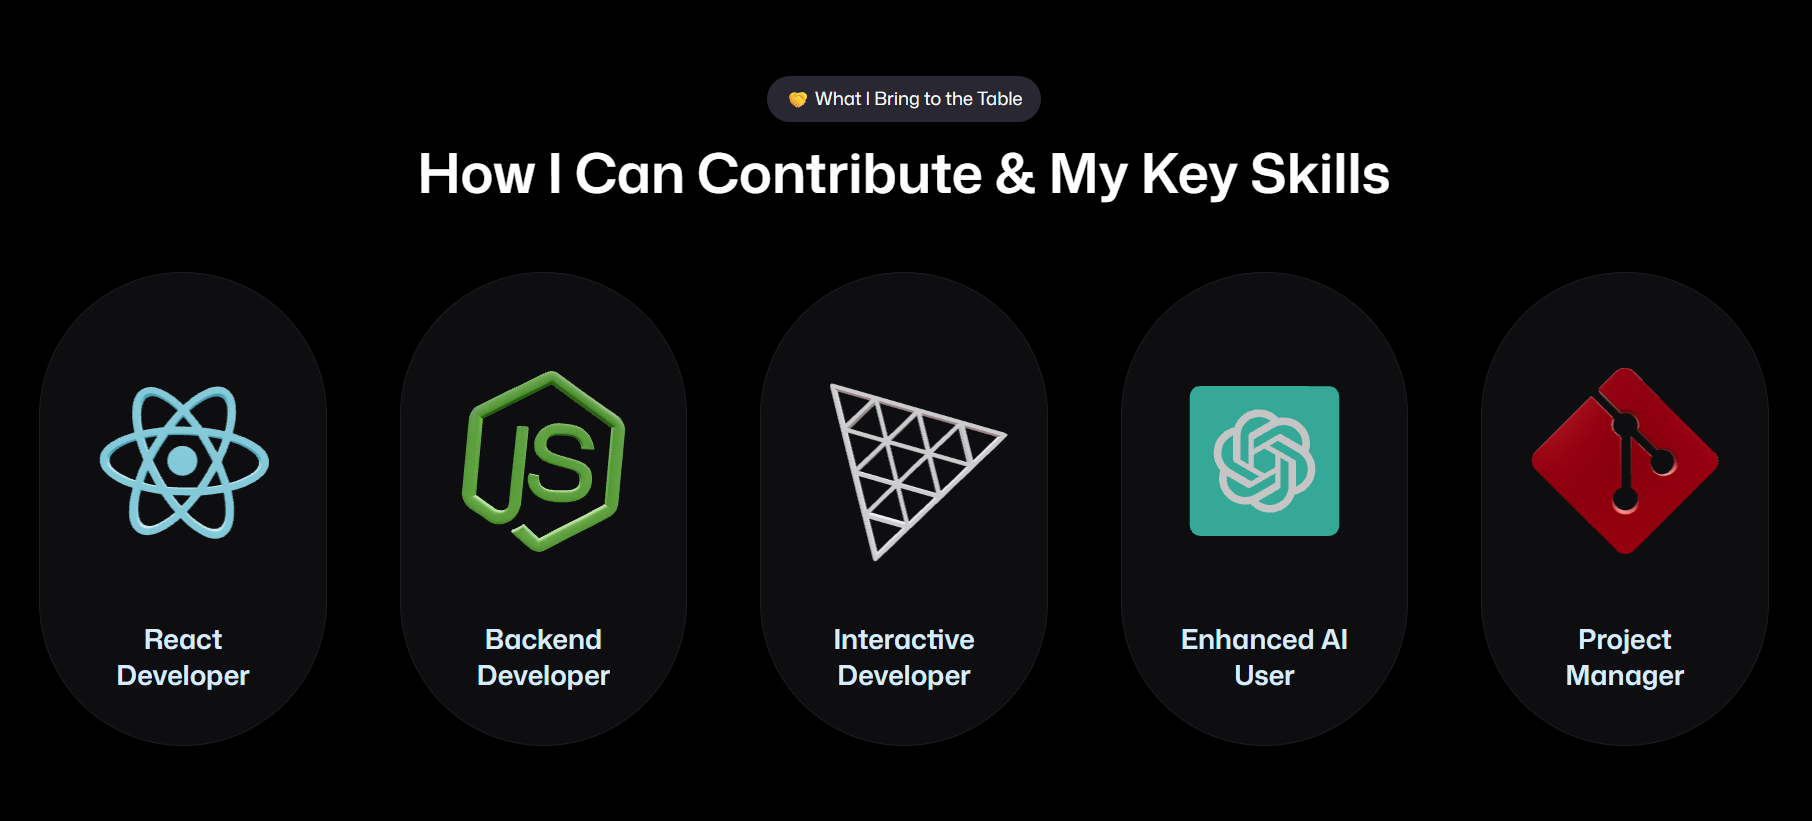 🤝 What I Bring to the Table
How I Can Contribute & My Key Skills
JS
React
Developer
Backend
Developer
Interactive
Developer
Enhanced AI
User
Project
Manager